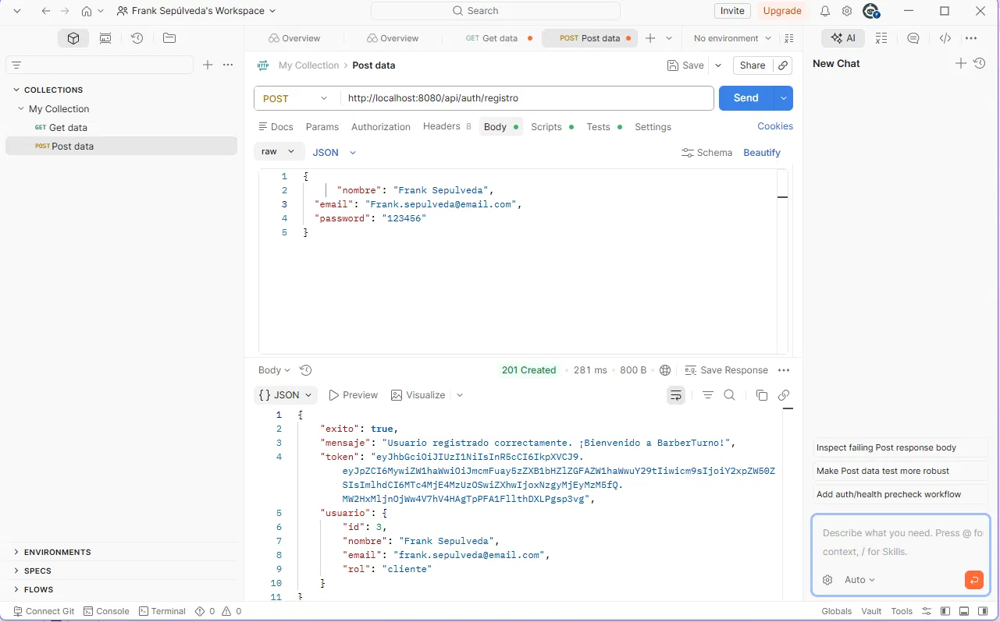 Frank Sepúlveda's Workspace
Search
Invite
Upgrade
Overview
Overview
GET Get data
POST Post data
No environment
AI
COLLECTIONS
My Collection
GET Get data
POST Post data
ENVIRONMENTS
SPECS
FLOWS
HTTP My Collection > Post data
Save
Share
POST
http://localhost:8080/api/auth/registro
Send
Docs Params Authorization Headers 8 Body Scripts Tests Settings Cookies
raw JSON Schema Beautify
1 {
2 "nombre": "Frank Sepulveda",
3 "email": "Frank.sepulveda@email.com",
4 "password": "123456"
5 }
Body 201 Created 281 ms 800 B e.g. Save Response
{} JSON Preview Visualize
1 {
2 "exito": true,
3 "mensaje": "Usuario registrado correctamente. ¡Bienvenido a BarberTurno!",
4 "token": "eyJhbGciOiJIUzI1NiIsInR5cCI6IkpXVCJ9.
eyJpZCI6MywiZW1haWwiOiJmcmFuay5zZXB1bHZlZGFAZW1haWwuY29tIiwicm9sIjoiY2xpZW50Z
SIsImlhdCI6MTc4MjE4MzUzOSwiZXhwIjoxNzgyMjEyMzM5fQ.
MW2HxMljnOjWw4V7hV4HAgTpPFA1FllthDXLPgsp3vg",
5 "usuario": {
6 "id": 3,
7 "nombre": "Frank Sepulveda",
8 "email": "frank.sepulveda@email.com",
9 "rol": "cliente"
10 }
11 }
New Chat
Inspect failing Post response body
Make Post data test more robust
Add auth/health precheck workflow
Describe what you need. Press @ fo
context, / for Skills.
Auto
Connect Git Console Terminal 0 0
Globals Vault Tools